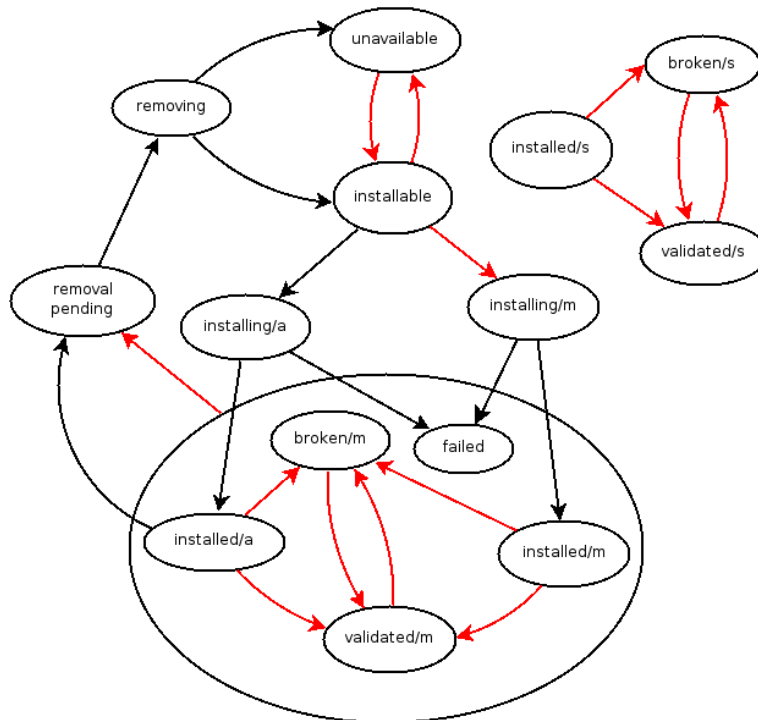 unavailable
broken/s
removing
installed/s
installable
validated/s
removal
pending
installing/a
installing/m
broken/m
failed
installed/a
installed/m
validated/m